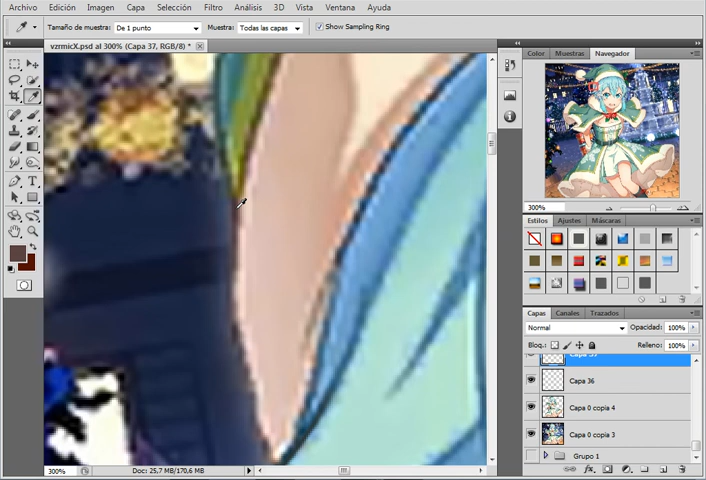 Archivo Edición Imagen Capa Selección Filtro Análisis 3D Vista Ventana Ayuda
Tamaño de muestra: De 1 punto Muestra: Todas las capas Show Sampling Ring
vzrmicX.psd al 300% (Capa 37, RGB/8) *
Color Muestras Navegador
300%
Estilos Ajustes Máscaras
Capas Canales Trazados
Normal Opacidad: 100%
Bloq.: Relleno: 100%
Capa 37
Capa 36
Capa 0 copia 4
Capa 0 copia 3
Grupo 1
300% Doc: 25,7 MB/170,6 MB